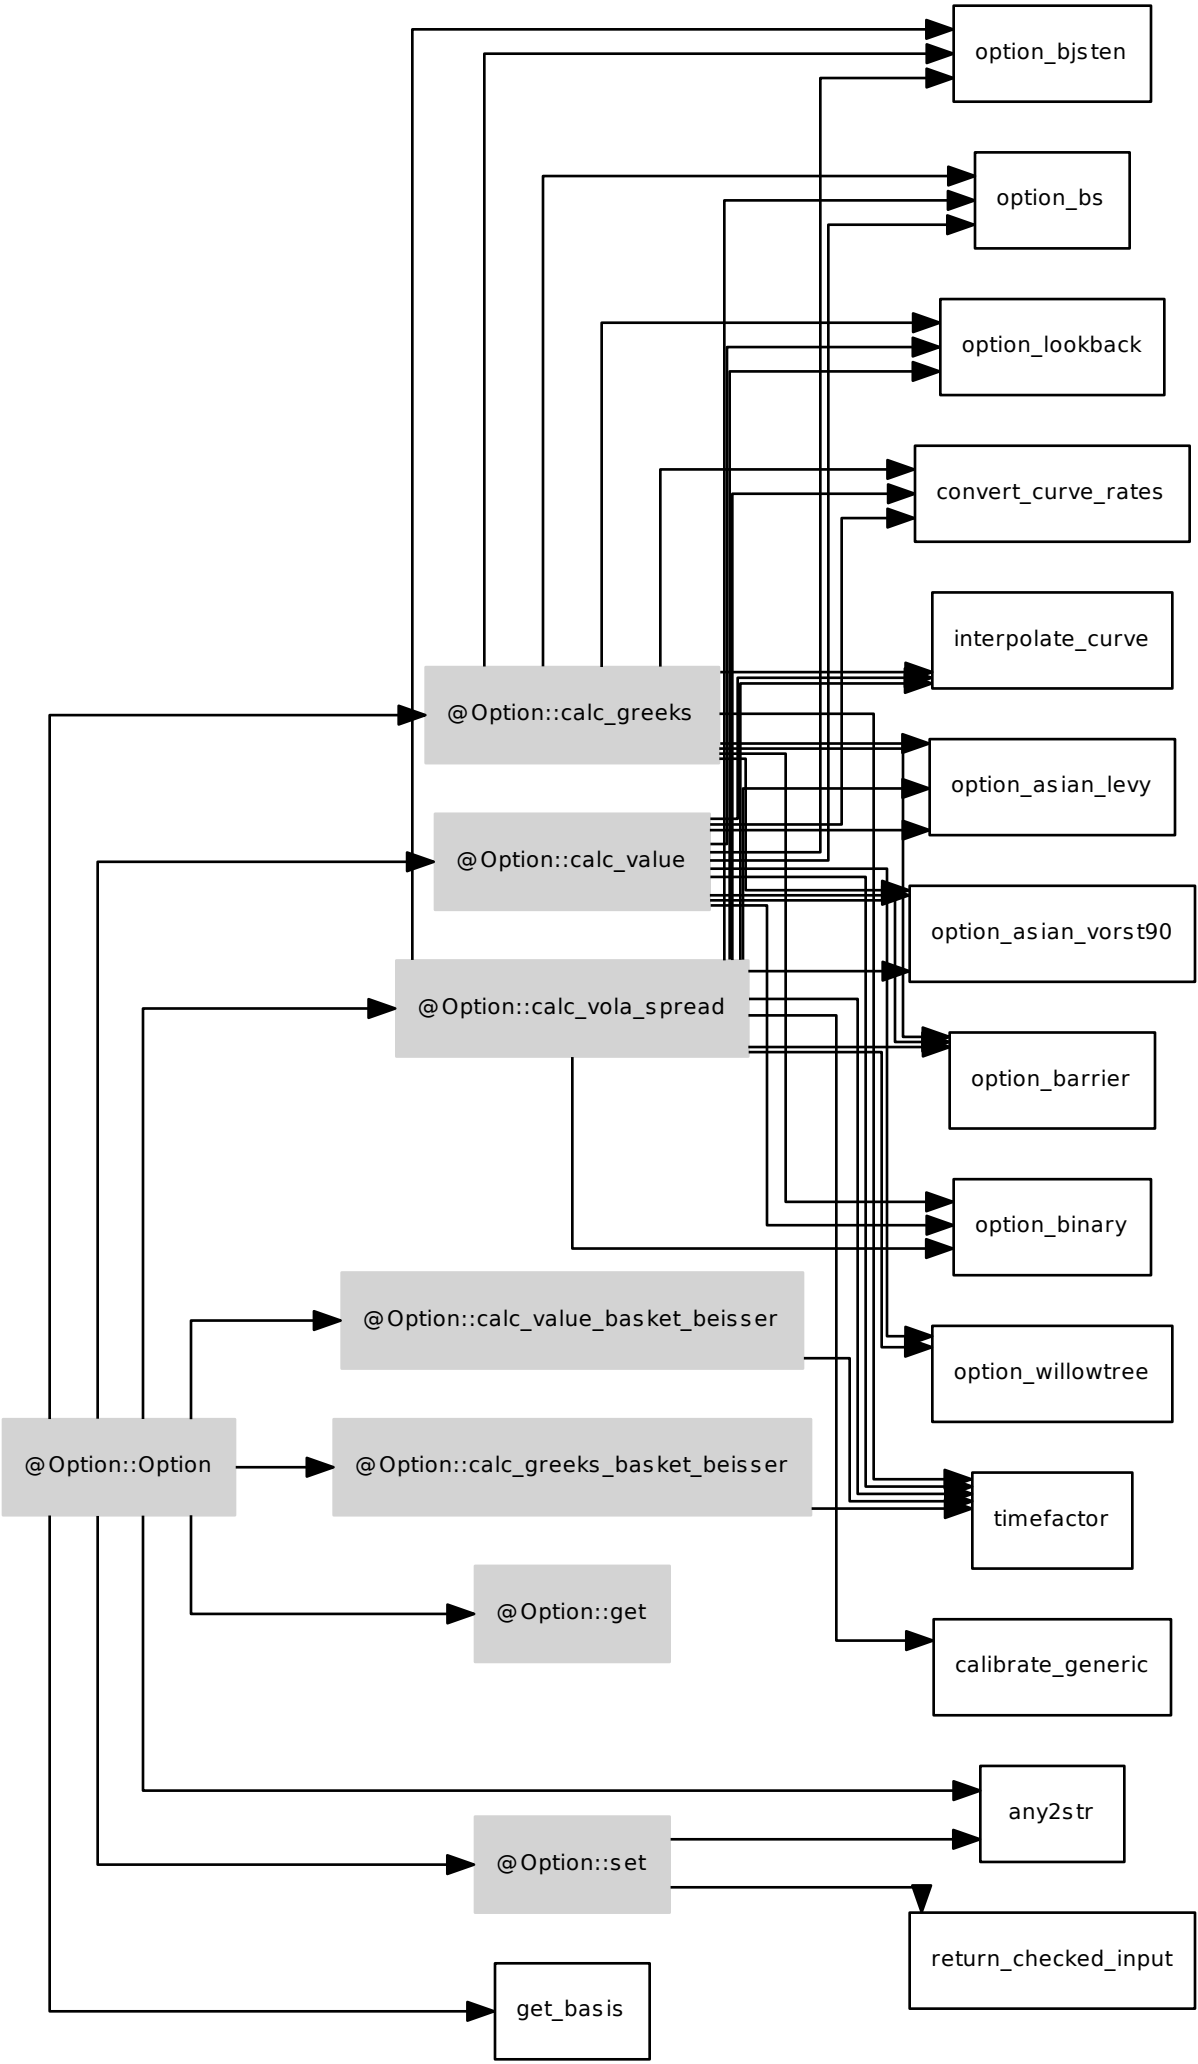 option_bjsten
option_bs
option_lookback
convert_curve_rates
interpolate_curve
@Option::calc_greeks
option_asian_levy
@Option::calc_value
option_asian_vorst90
@Option::calc_vola_spread
option_barrier
option_binary
@Option::calc_value_basket_beisser
option_willowtree
@Option::Option
@Option::calc_greeks_basket_beisser
timefactor
@Option::get
calibrate_generic
any2str
@Option::set
return_checked_input
get_basis